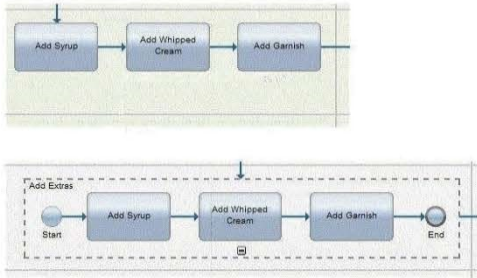 Add Syrup
Add Whipped
Cream
Add Garnish
Add Extras
Start
Add Syrup
Add Whipped
Cream
Add Garnish
End